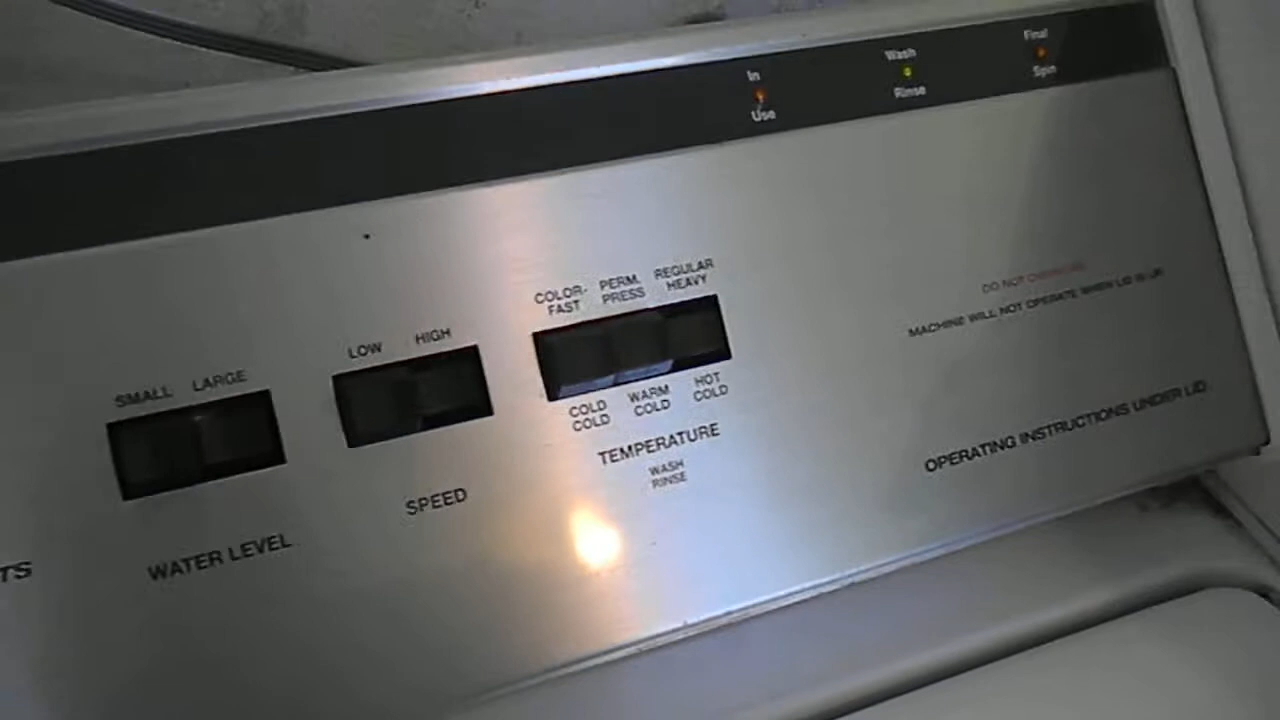 In
Use
Wash
Rinse
Final
Spin
COLOR-
FAST
PERM.
PRESS
REGULAR
HEAVY
LOW HIGH
SMALL LARGE
COLD
COLD
WARM
COLD
HOT
COLD
TEMPERATURE
WASH
RINSE
SPEED
WATER LEVEL
TS
DO NOT OVERLOAD
MACHINE WILL NOT OPERATE WHEN LID IS UP
OPERATING INSTRUCTIONS UNDER LID